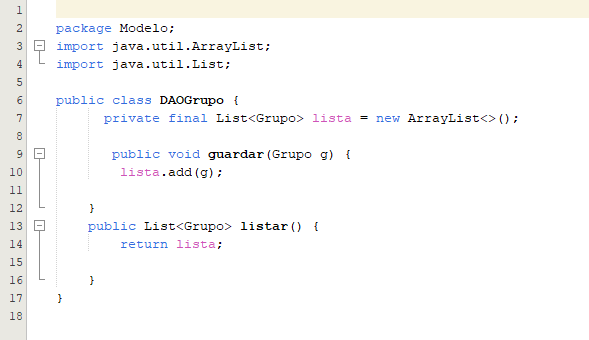 1
2 package Modelo;
3 import java.util.ArrayList;
4 import java.util.List;
5
6 public class DAOGrupo {
7 private final List<Grupo> lista = new ArrayList<>();
8
9 public void guardar(Grupo g) {
10 lista.add(g);
11
12 }
13 public List<Grupo> listar() {
14 return lista;
15
16 }
17 }
18